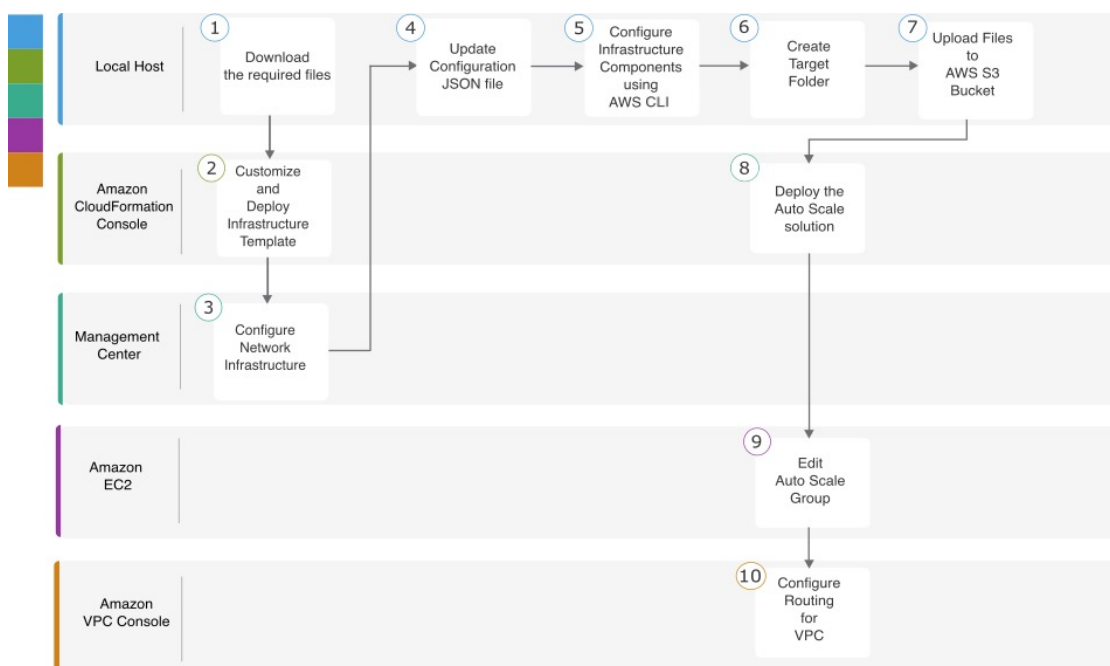 Local Host
1
Download
the required files
4
Update
Configuration
JSON file
5
Configure
Infrastructure
Components
using
AWS CLI
6
Create
Target
Folder
7
Upload Files
to
AWS S3
Bucket
Amazon
CloudFormation
Console
2
Customize
and
Deploy
Infrastructure
Template
8
Deploy the
Auto Scale
solution
Management
Center
3
Configure
Network
Infrastructure
Amazon
EC2
9
Edit
Auto Scale
Group
Amazon
VPC Console
10
Configure
Routing
for
VPC